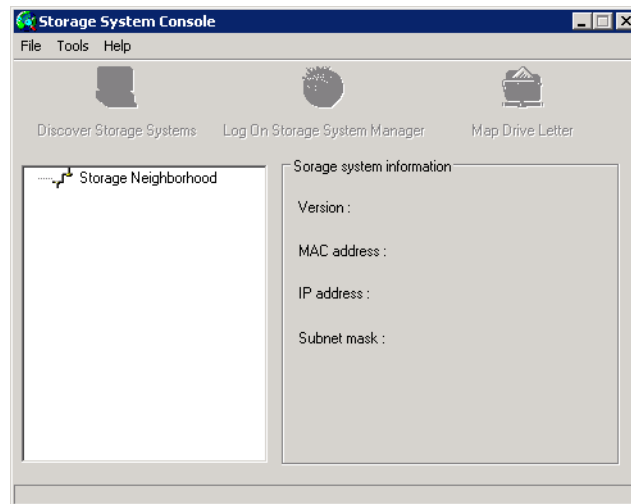 Storage System Console
File Tools Help
Discover Storage Systems Log On Storage System Manager Map Drive Letter
Storage Neighborhood
Sorage system information
Version :
MAC address :
IP address :
Subnet mask :